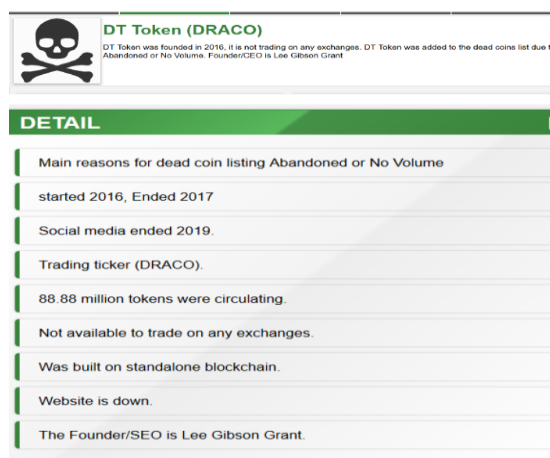 DT Token (DRACO)
DT Token was founded in 2016, it is not trading on any exchanges. DT Token was added to the dead coins list due
Abandoned or No Volume. Founder/CEO is Lee Gibson Grant
DETAIL
Main reasons for dead coin listing Abandoned or No Volume
started 2016, Ended 2017
Social media ended 2019.
Trading ticker (DRACO).
88.88 million tokens were circulating.
Not available to trade on any exchanges.
Was built on standalone blockchain.
Website is down.
The Founder/SEO is Lee Gibson Grant.